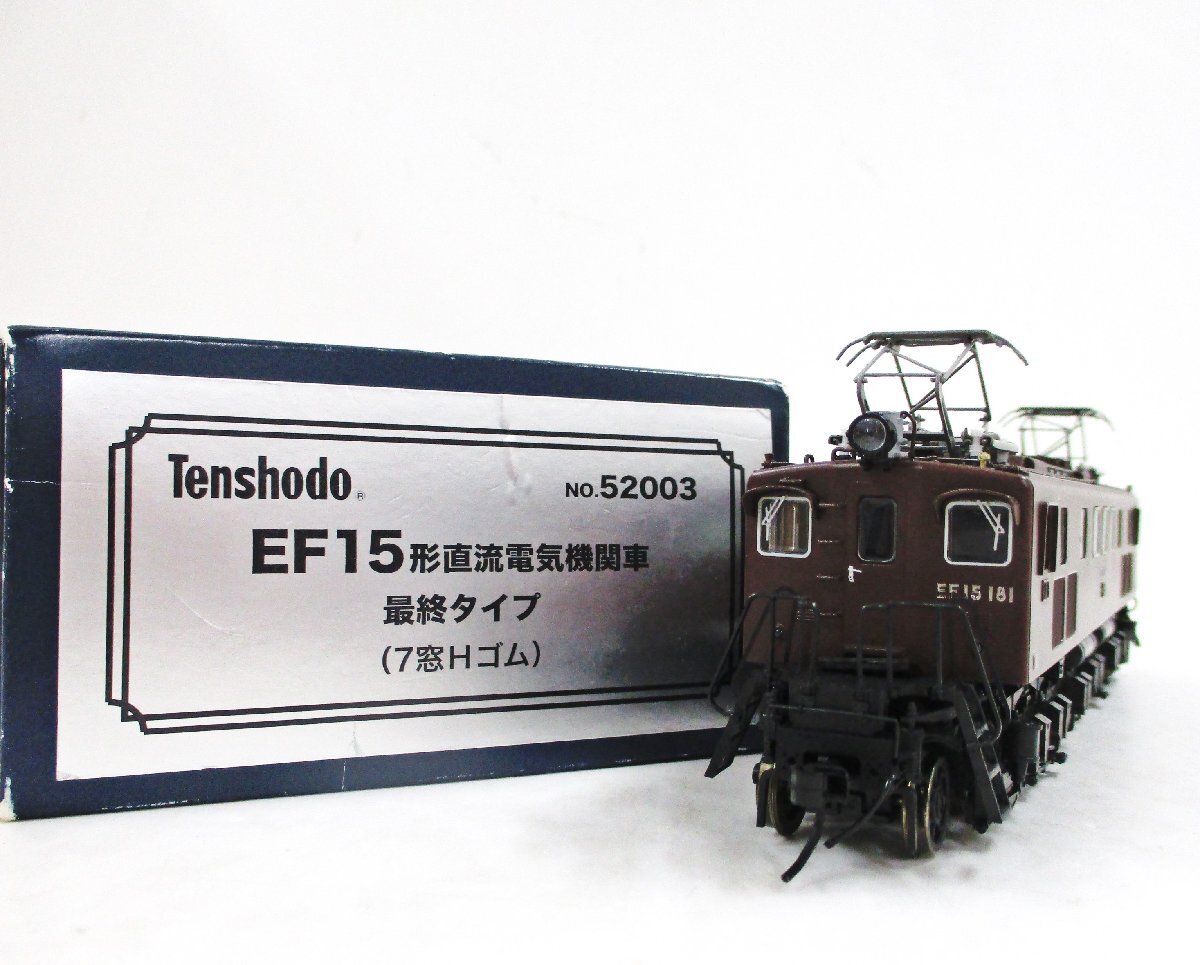 Tenshodo®
NO.52003
EF15形直流電気機関車
最終タイプ
(7窓Hゴム)
EF15 181